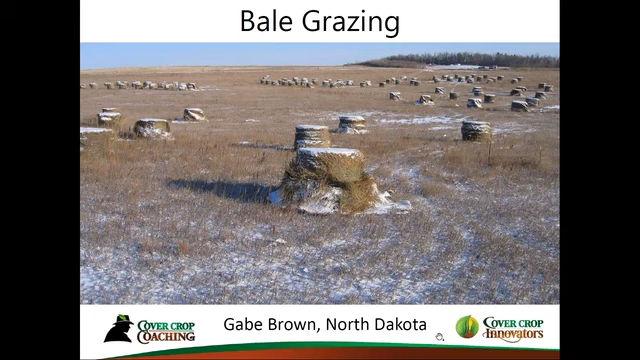 Bale Grazing
COVER CROP
COACHING
Gabe Brown, North Dakota
COVER CROP
Innovators